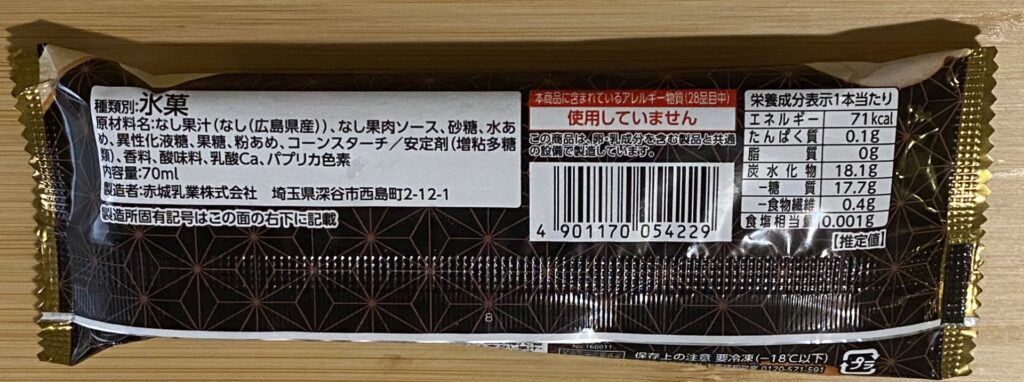 種類別:氷菓
原材料名:なし果汁(なし(広島県産))、なし果肉ソース、砂糖、水あ
め、異性化液糖、果糖、粉あめ、コーンスターチ/安定剤(増粘多糖
類)、香料、酸味料、乳酸Ca、パプリカ色素
内容量:70ml
製造者:赤城乳業株式会社 埼玉県深谷市西島町2-12-1
製造所固有記号はこの面の右下に記載
本商品に含まれているアレルギー物質(28品目中)
使用していません
この商品は、卵・乳成分を含む製品と共通
の設備で製造しています。
4 901170 054229
栄養成分表示1本当たり
エネルギー 71kcal
たんぱく質 0.1g
脂質 0g
炭水化物 18.1g
-糖質 17.7g
-食物繊維 0.4g
食塩相当量 0.001g
【推定値】
8
No.160011
保存上の注意 要冷凍(-18℃以下)
0120-571-591
プラ